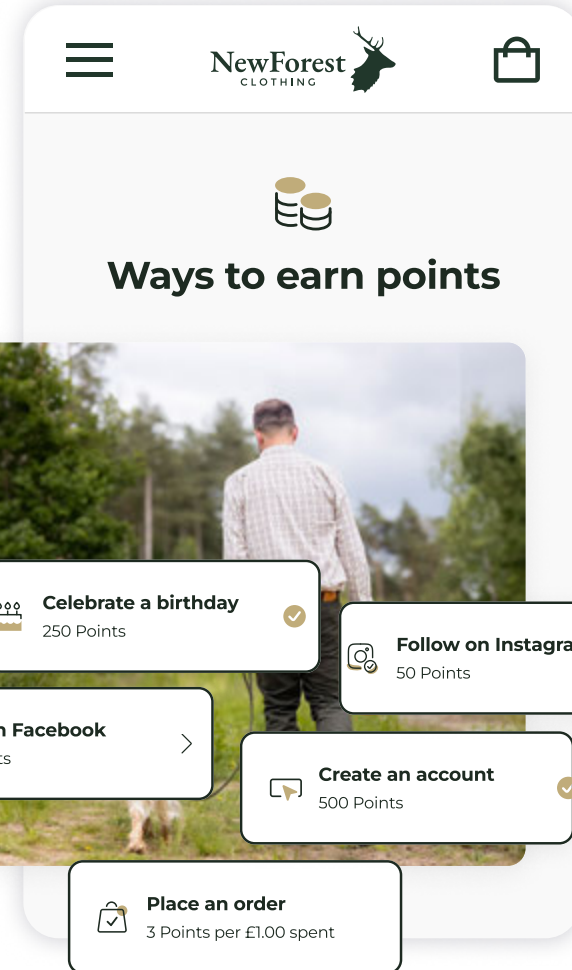 NewForest
CLOTHING
Ways to earn points
Celebrate a birthday
250 Points
Follow on Instagra
50 Points
n Facebook
ts
Create an account
500 Points
Place an order
3 Points per £1.00 spent